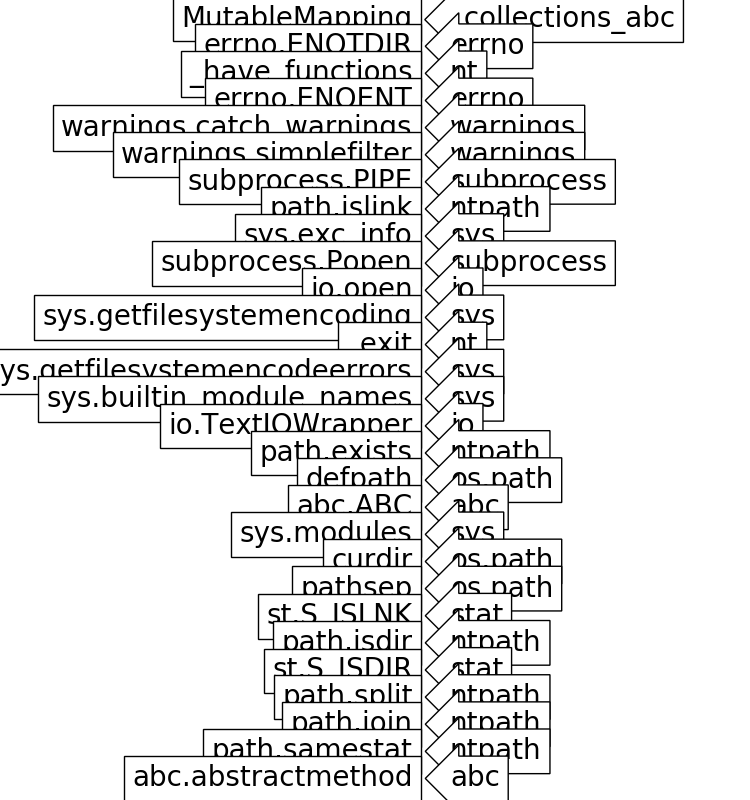 MutableMapping collections_abc
errno.ENOTDIR errno
_have_functions nt
errno.ENOENT errno
warnings.catch_warnings warnings
warnings.simplefilter warnings
subprocess.PIPE subprocess
path.islink ntpath
sys.exc_info sys
subprocess.Popen subprocess
io.open io
sys.getfilesystemencoding sys
_exit nt
ys.getfilesystemencodeerrors sys
sys.builtin_module_names sys
io.TextIOWrapper io
path.exists ntpath
defpath os.path
abc.ABC abc
sys.modules sys
curdir os.path
pathsep os.path
st.S_ISLNK stat
path.isdir ntpath
st.S_ISDIR stat
path.split ntpath
path.join ntpath
path.samestat ntpath
abc.abstractmethod abc